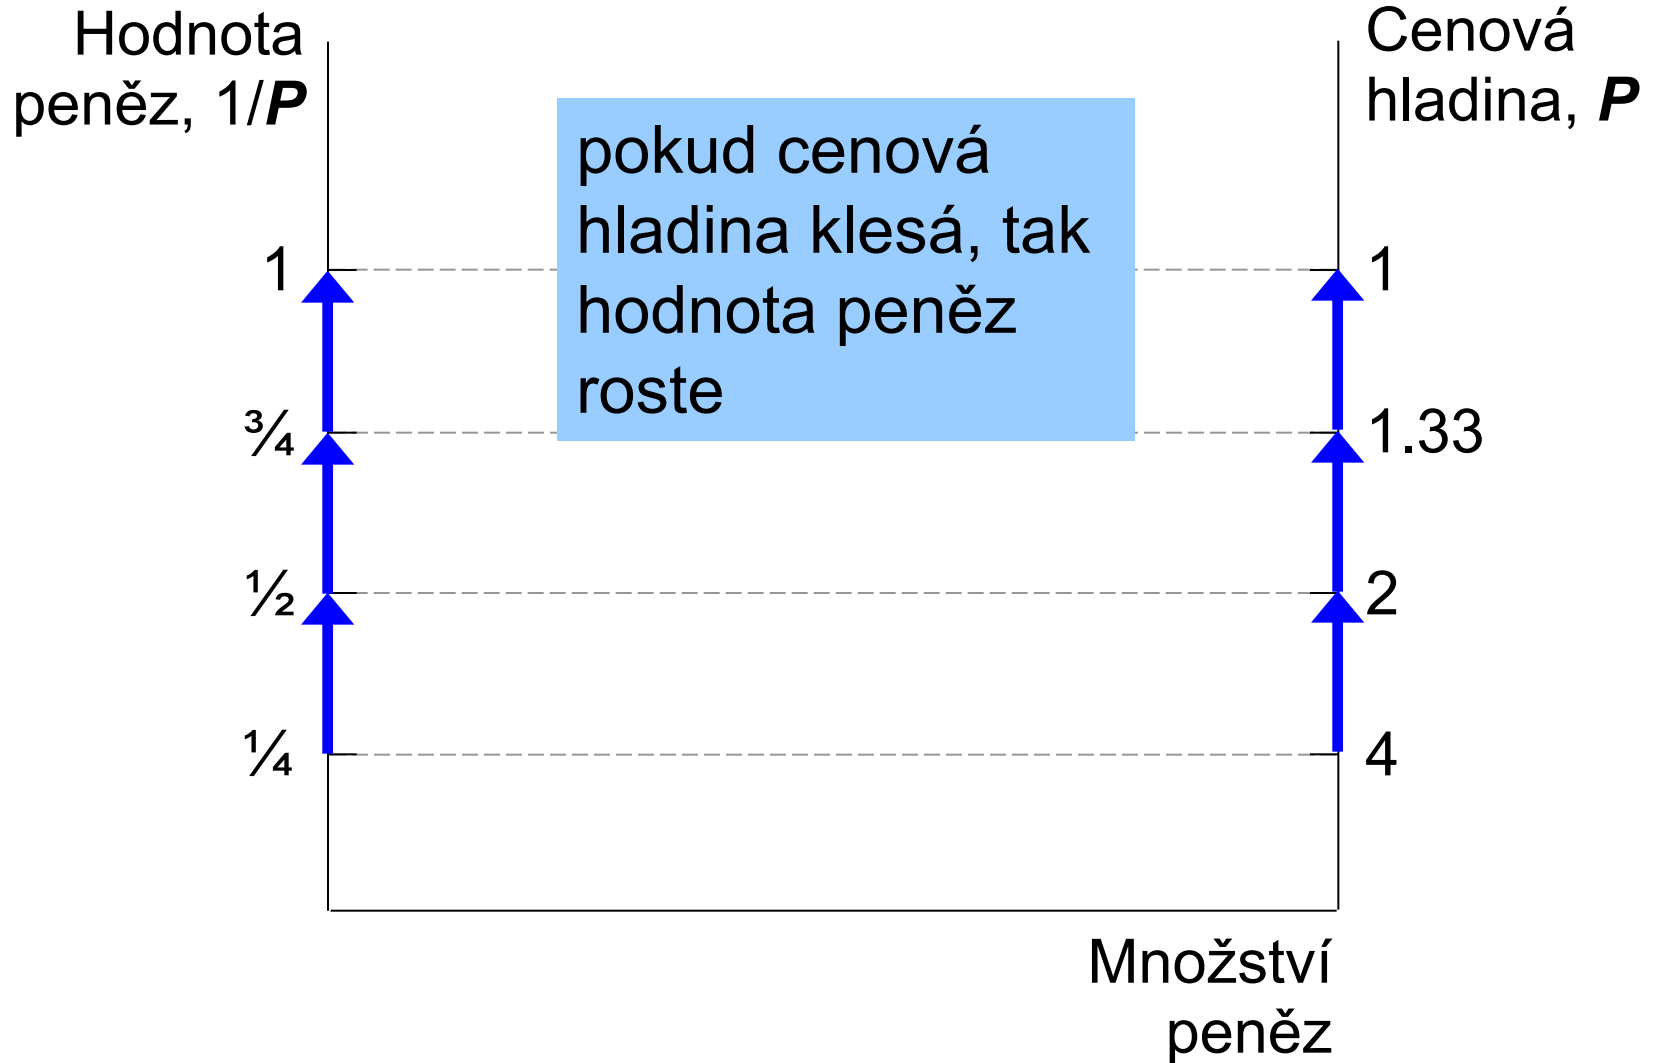 Hodnota
peněz, 1/P
Cenová
hladina, P
pokud cenová
hladina klesá, tak
hodnota peněz
roste
1
1
¾
1.33
½
2
¼
4
Množství
peněz